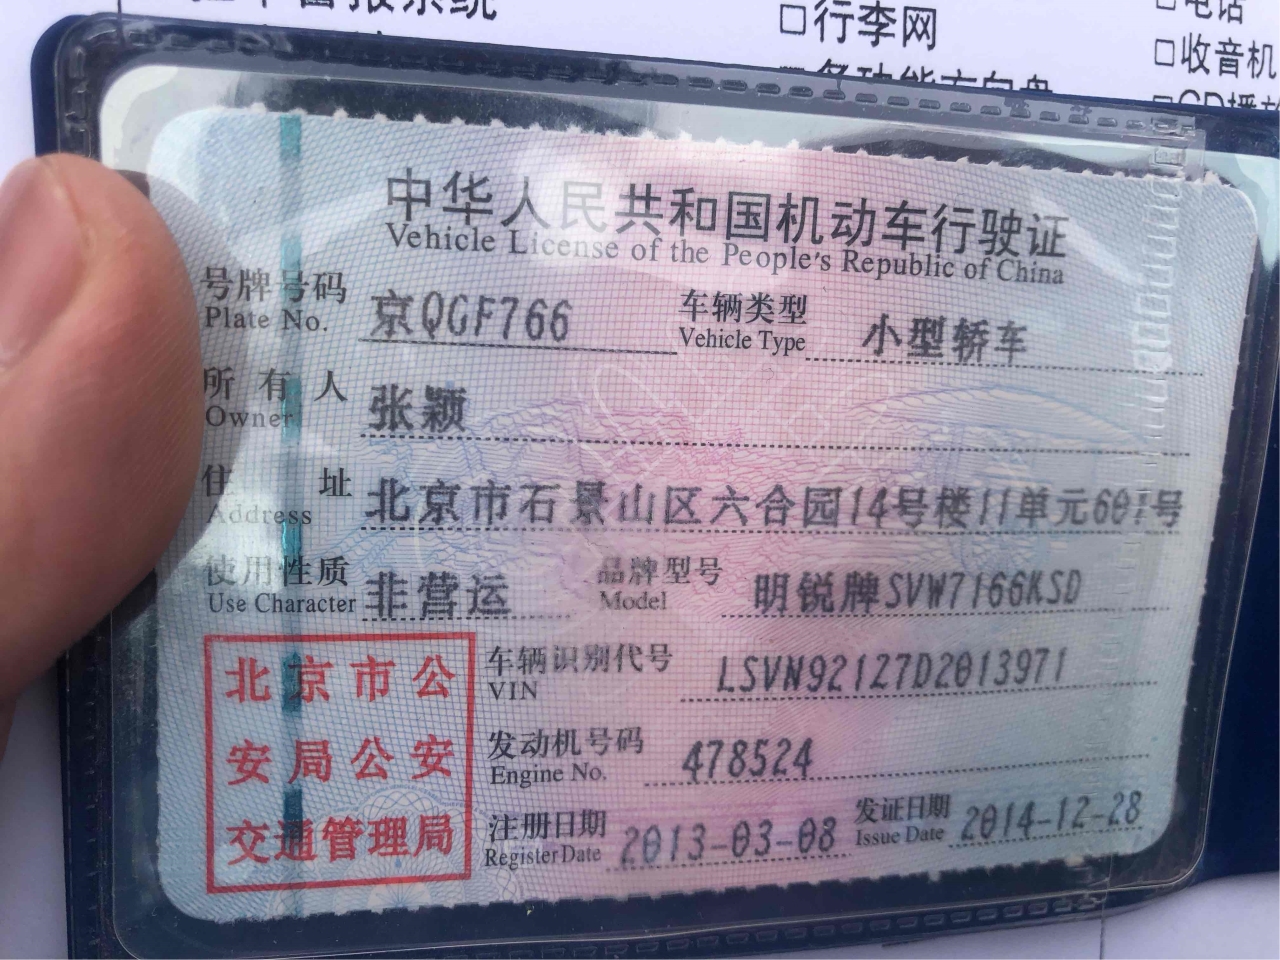 行李网
收音机
中华人民共和国机动车行驶证
Vehicle License of the People's Republic of China
号牌号码 京QGF766 车辆类型 小型轿车
Plate No. Vehicle Type
所有人 张颖
Owner
住址 北京市石景山区六合园14号楼11单元601号
Address
使用性质 非营运 品牌型号 明锐牌SVW7166KSD
Use Character Model
北京市公
安局公安
交通管理局
车辆识别代号 LSVN921Z7D2013971
VIN
发动机号码 478524
Engine No.
注册日期 2013-03-08 发证日期 2014-12-28
Register Date Issue Date